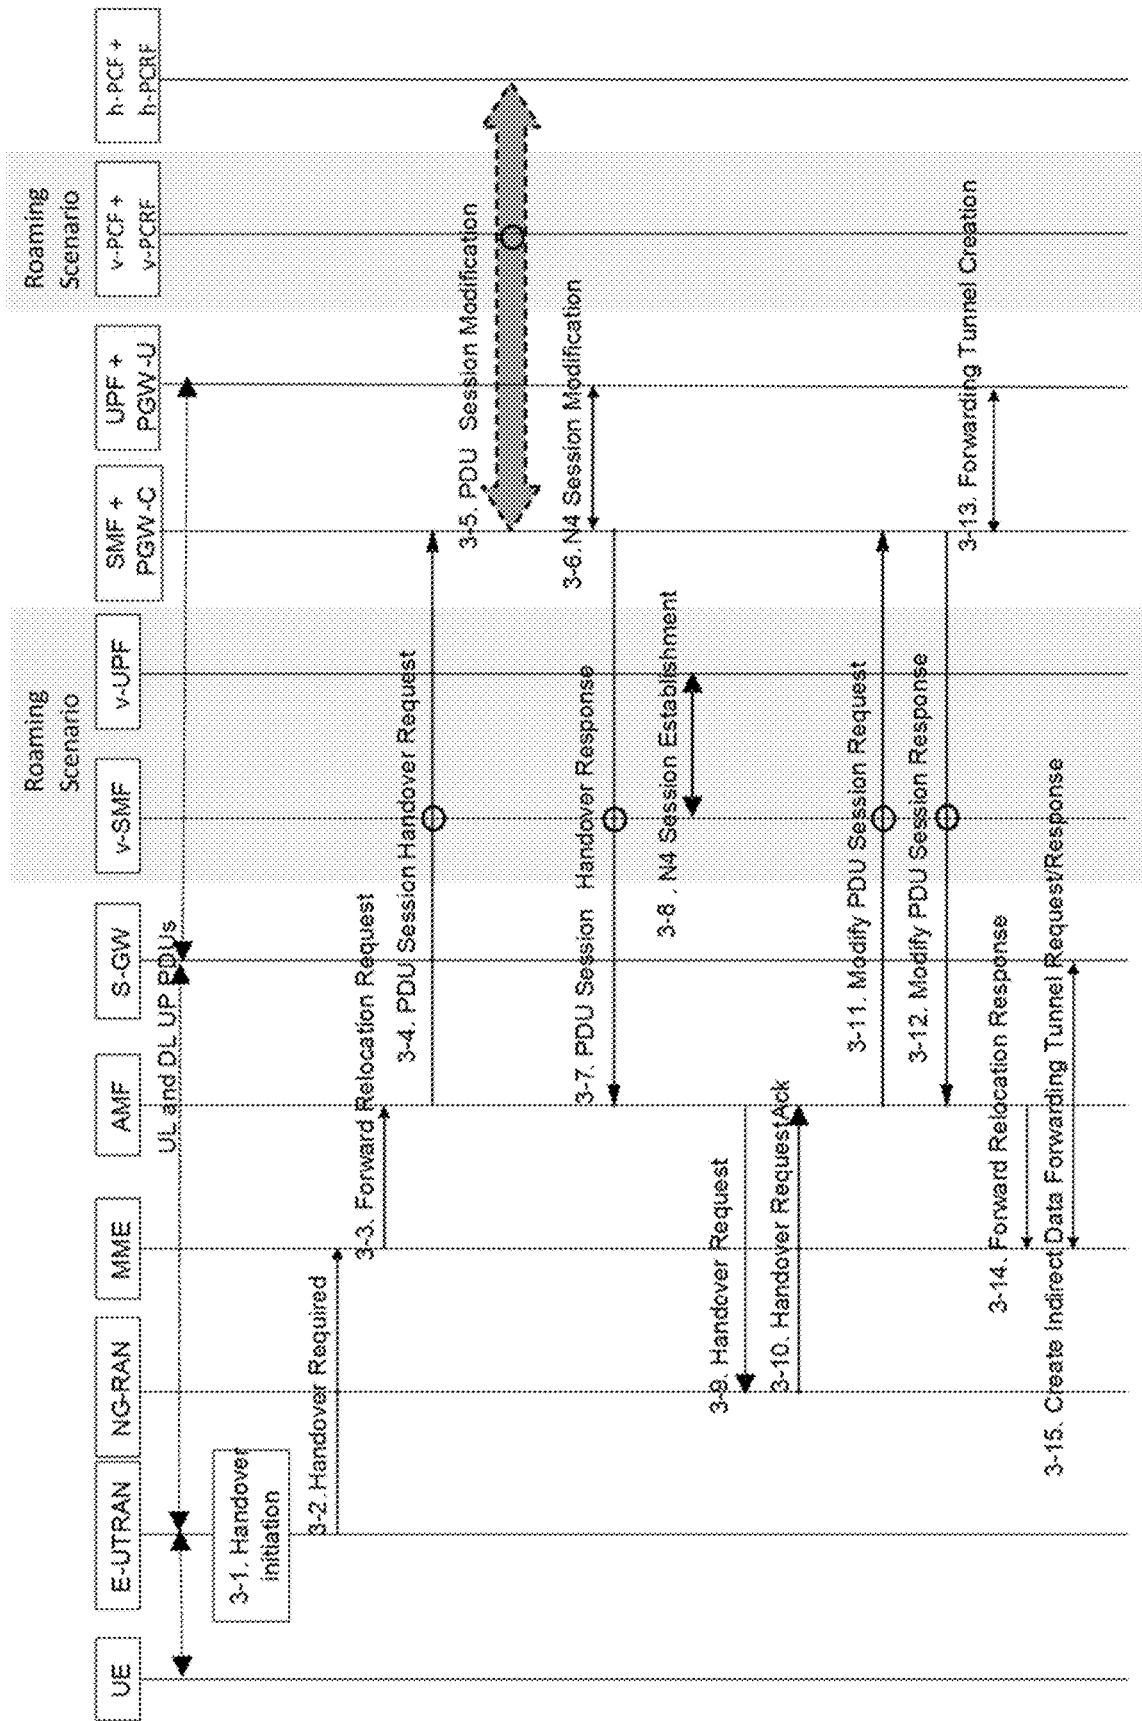 UE
E-UTRAN
NG-RAN
MME
AMF
S-GW
Roaming
Scenario
v-SMF
v-UPF
SMF +
PGW-C
UPF +
PGW-U
Roaming
Scenario
v-PCF +
v-PCRF
h-PCF +
h-PCRF
UL and DL UP PDUs
3-1. Handover
initiation
3-2. Handover Required
3-3. Forward Relocation Request
3-4. PDU Session Handover Request
3-5. PDU Session Modification
3-6. N4 Session Modification
3-7. PDU Session Handover Response
3-8 . N4 Session Establishment
3-9. Handover Request
3-10. Handover RequestAck
3-11. Modify PDU Session Request
3-12. Modify PDU Session Response
3-13. Forwarding Tunnel Creation
3-14. Forward Relocation Response
3-15. Create Indirect Data Forwarding Tunnel Request/Response